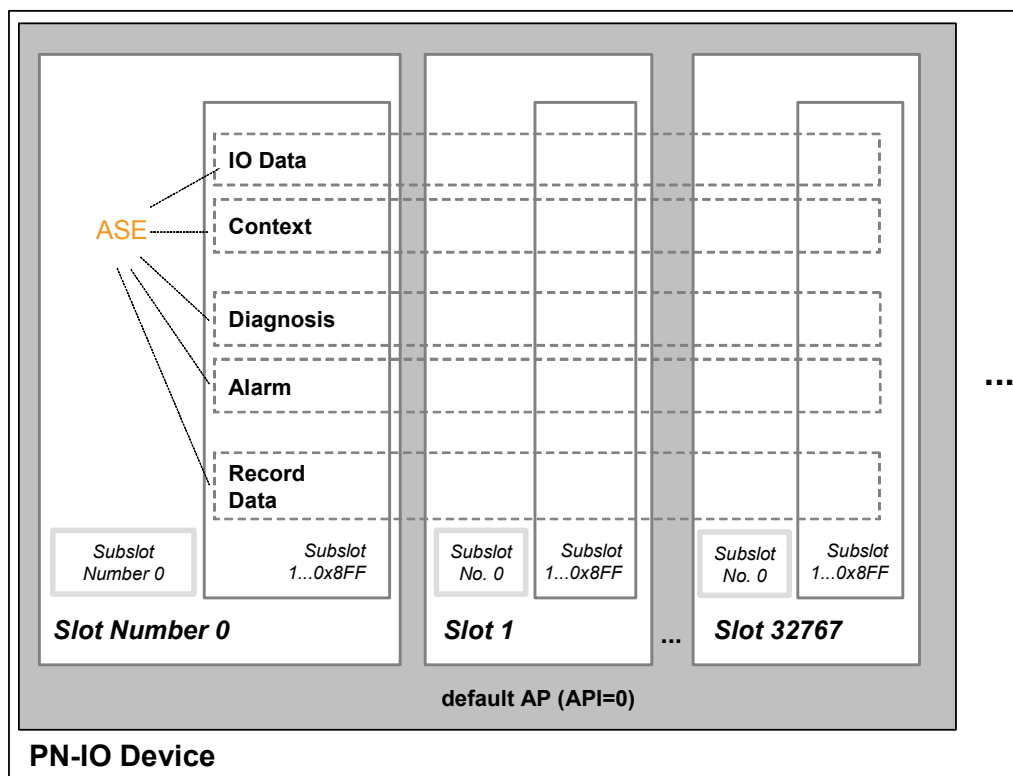 IO Data
ASE
Context
Diagnosis
Alarm
...
Record
Data
Subslot
Number 0
Subslot
1...0x8FF
Subslot
No. 0
Subslot
1...0x8FF
Subslot
No. 0
Subslot
1...0x8FF
Slot Number 0
Slot 1
...
Slot 32767
default AP (API=0)
PN-IO Device